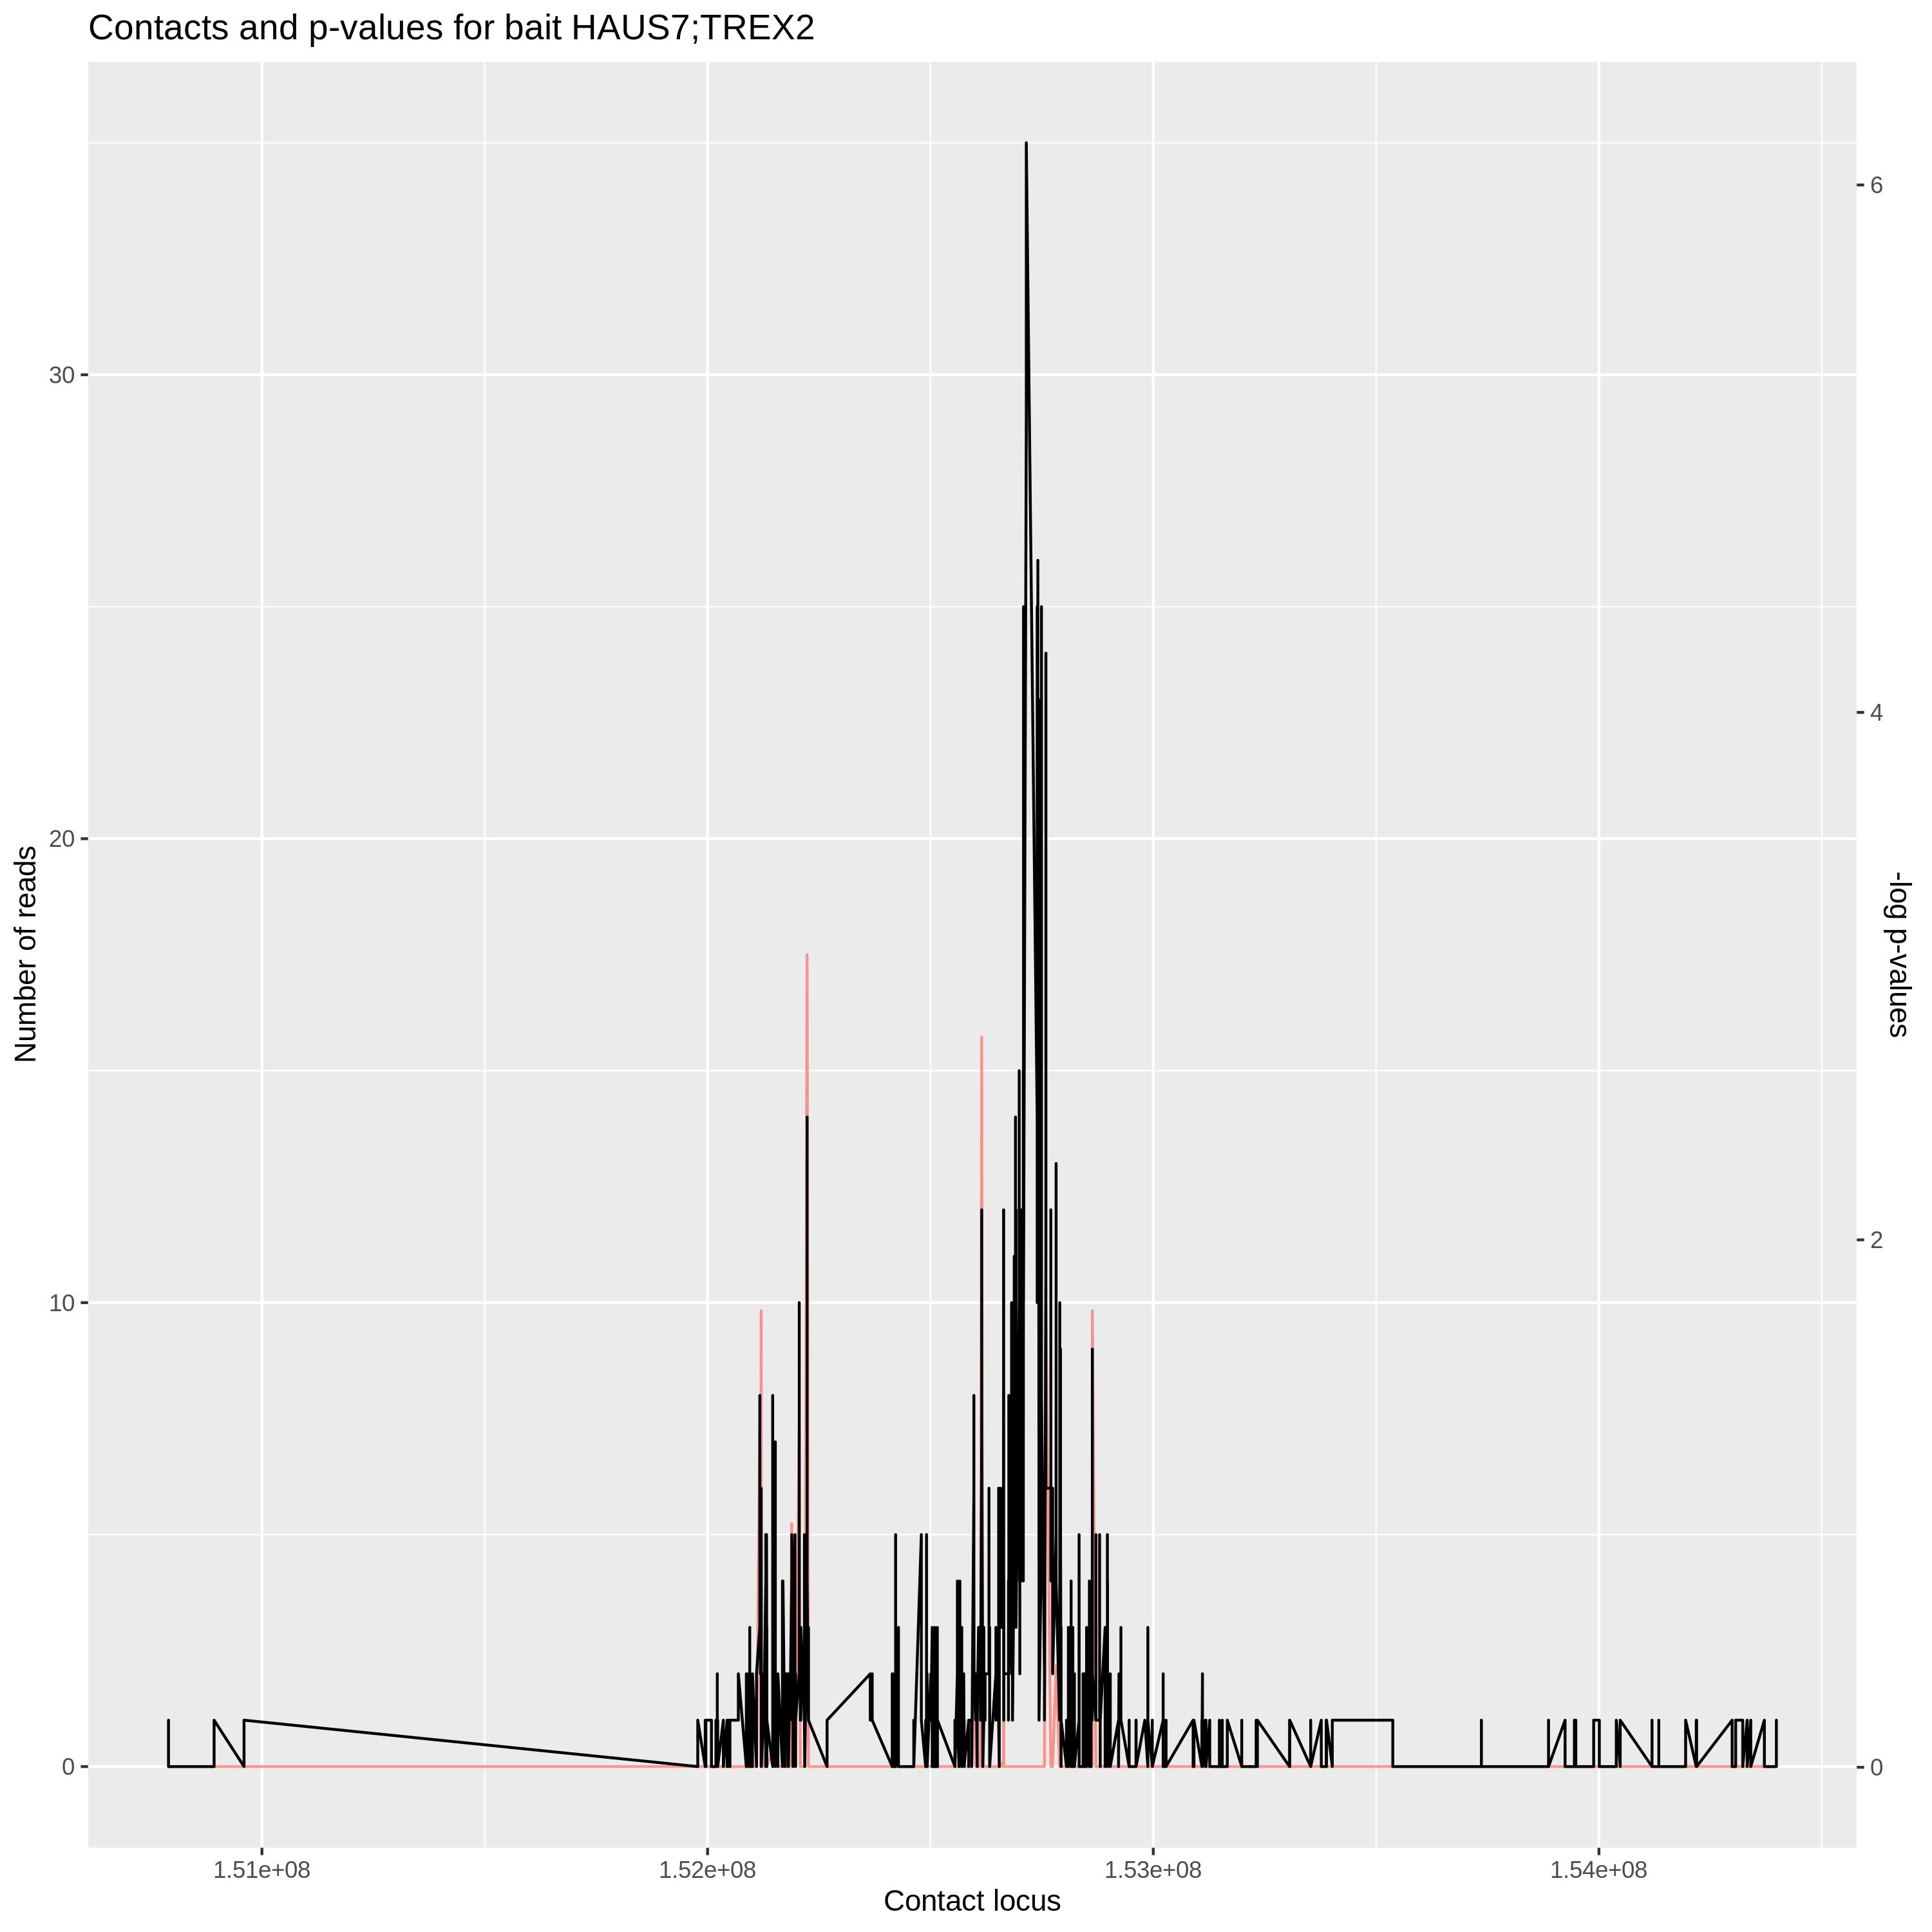 Contacts and p-values for bait HAUS7;TREX2
Number of reads
30
20
10
0
6
4
2
0
-log p-values
1.51e+08
1.52e+08
1.53e+08
1.54e+08
Contact locus